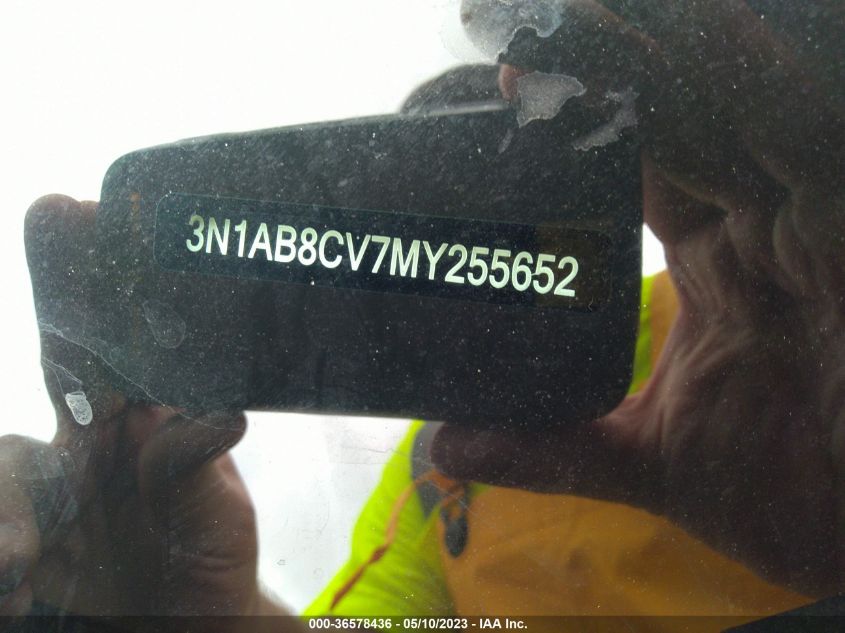 3N1AB8CV7MY255652
000-36578436 - 05/10/2023 - IAA Inc.